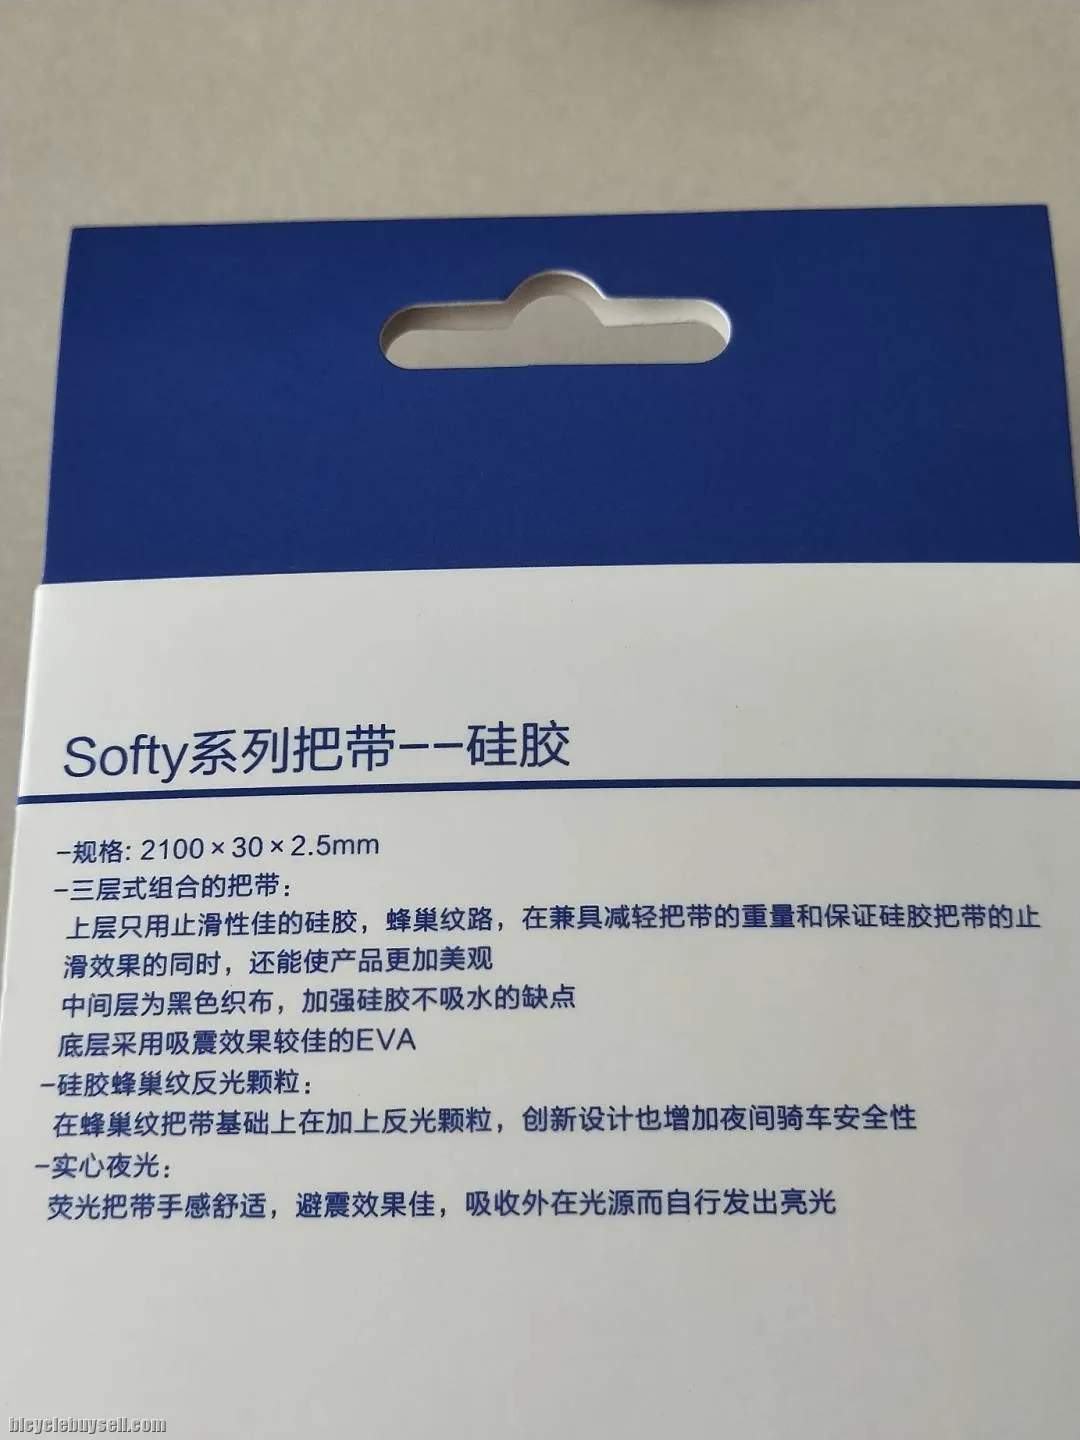 Softy系列把带--硅胶
-规格: 2100×30×2.5mm
-三层式组合的把带：
上层只用止滑性佳的硅胶，蜂巢纹路，在兼具减轻把带的重量和保证硅胶把带的止
滑效果的同时，还能使产品更加美观
中间层为黑色织布，加强硅胶不吸水的缺点
底层采用吸震效果较佳的EVA
-硅胶蜂巢纹反光颗粒：
在蜂巢纹把带基础上在加上反光颗粒，创新设计也增加夜间骑车安全性
-实心夜光：
荧光把带手感舒适，避震效果佳，吸收外在光源而自行发出亮光
bicyclebuysell.com